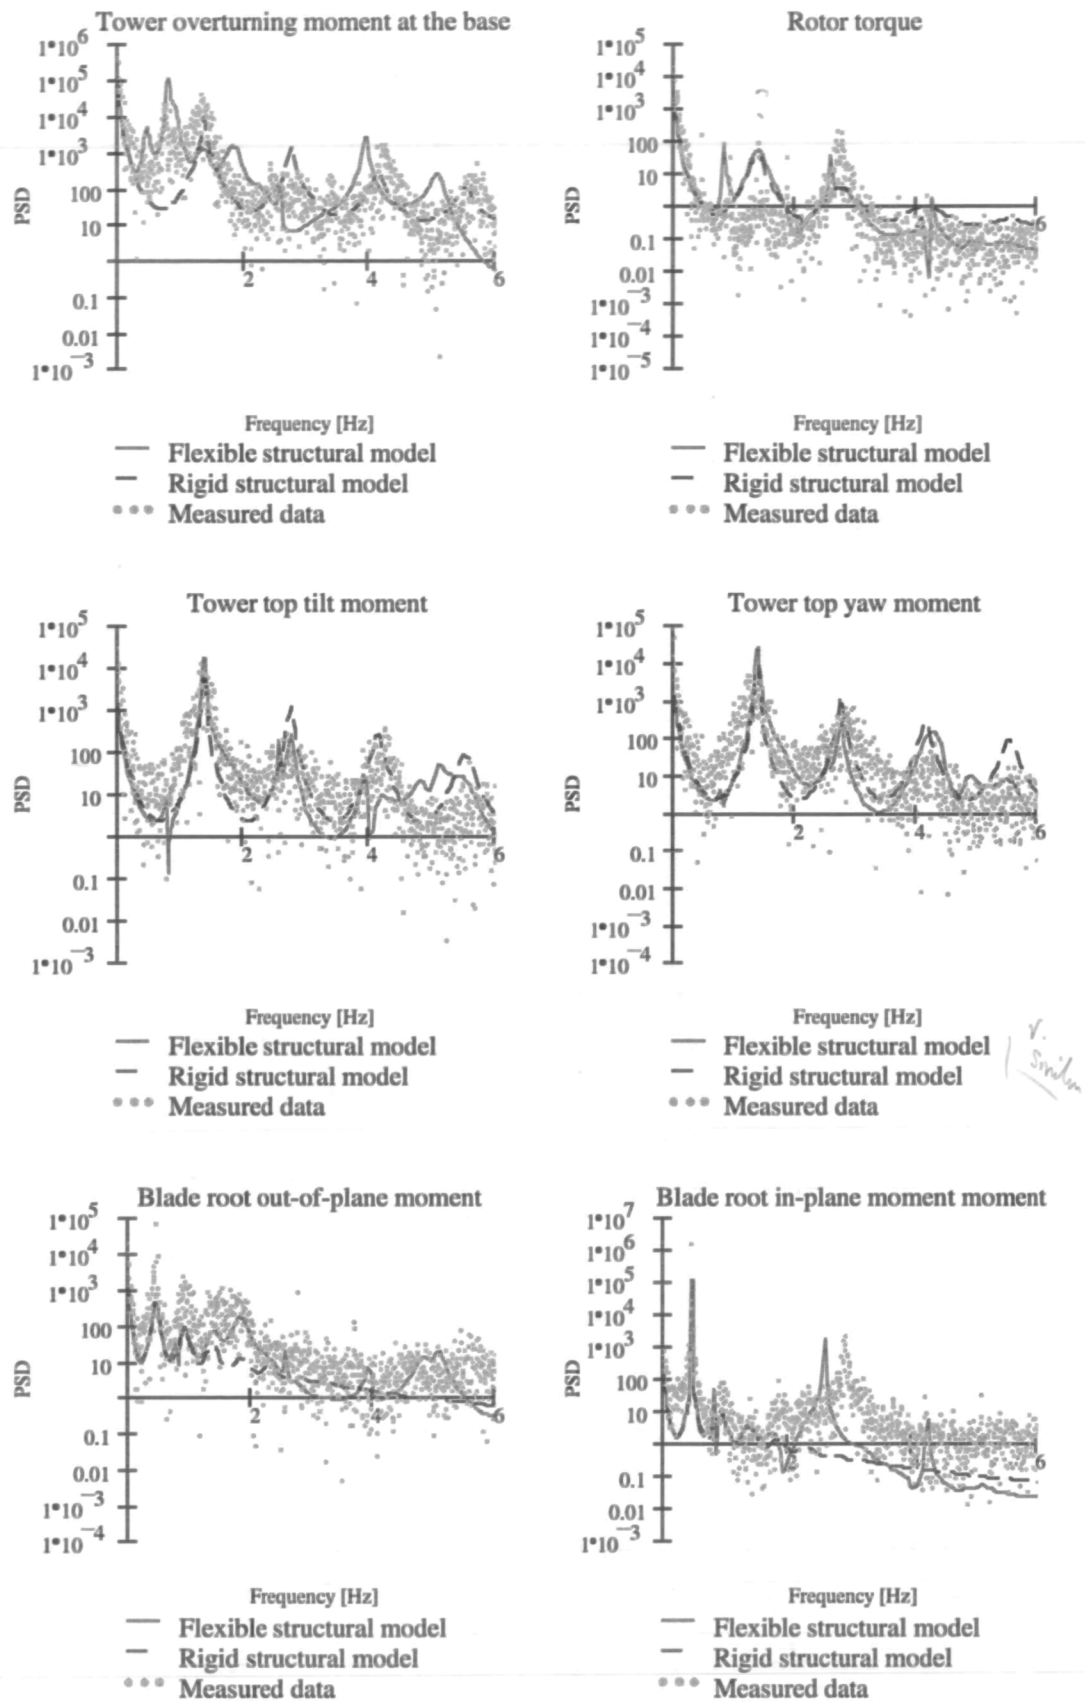 Tower overturning moment at the base
1•10^6
1•10^5
1•10^4
1•10^3
100
10
0.1
0.01
1•10^−3
PSD
2
4
6
Frequency [Hz]
Flexible structural model
Rigid structural model
Measured data
Rotor torque
1•10^5
1•10^4
1•10^3
100
10
0.1
0.01
1•10^−3
1•10^−4
1•10^−5
PSD
6
Frequency [Hz]
Flexible structural model
Rigid structural model
Measured data
Tower top tilt moment
1•10^5
1•10^4
1•10^3
100
10
0.1
0.01
1•10^−3
PSD
2
4
6
Frequency [Hz]
Flexible structural model
Rigid structural model
Measured data
Tower top yaw moment
1•10^5
1•10^4
1•10^3
100
10
0.1
0.01
1•10^−3
1•10^−4
PSD
2
4
6
Frequency [Hz]
Flexible structural model
Rigid structural model
Measured data
Blade root out-of-plane moment
1•10^5
1•10^4
1•10^3
100
10
0.1
0.01
1•10^−3
1•10^−4
PSD
2
4
6
Frequency [Hz]
Flexible structural model
Rigid structural model
Measured data
Blade root in-plane moment moment
1•10^7
1•10^6
1•10^5
1•10^4
1•10^3
100
10
0.1
0.01
1•10^−3
PSD
2
6
Frequency [Hz]
Flexible structural model
Rigid structural model
Measured data